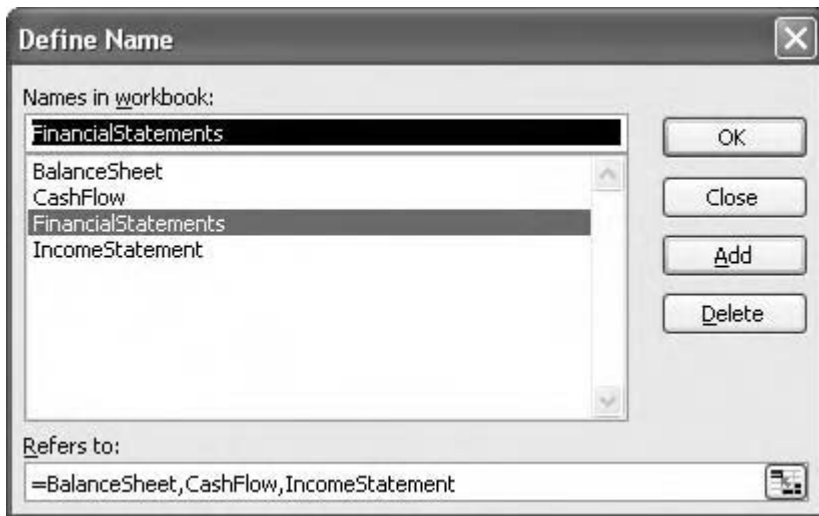 Define Name
Names in workbook:
FinancialStatements
OK
BalanceSheet
CashFlow
FinancialStatements
IncomeStatement
Close
Add
Delete
Refers to:
=BalanceSheet,CashFlow,IncomeStatement